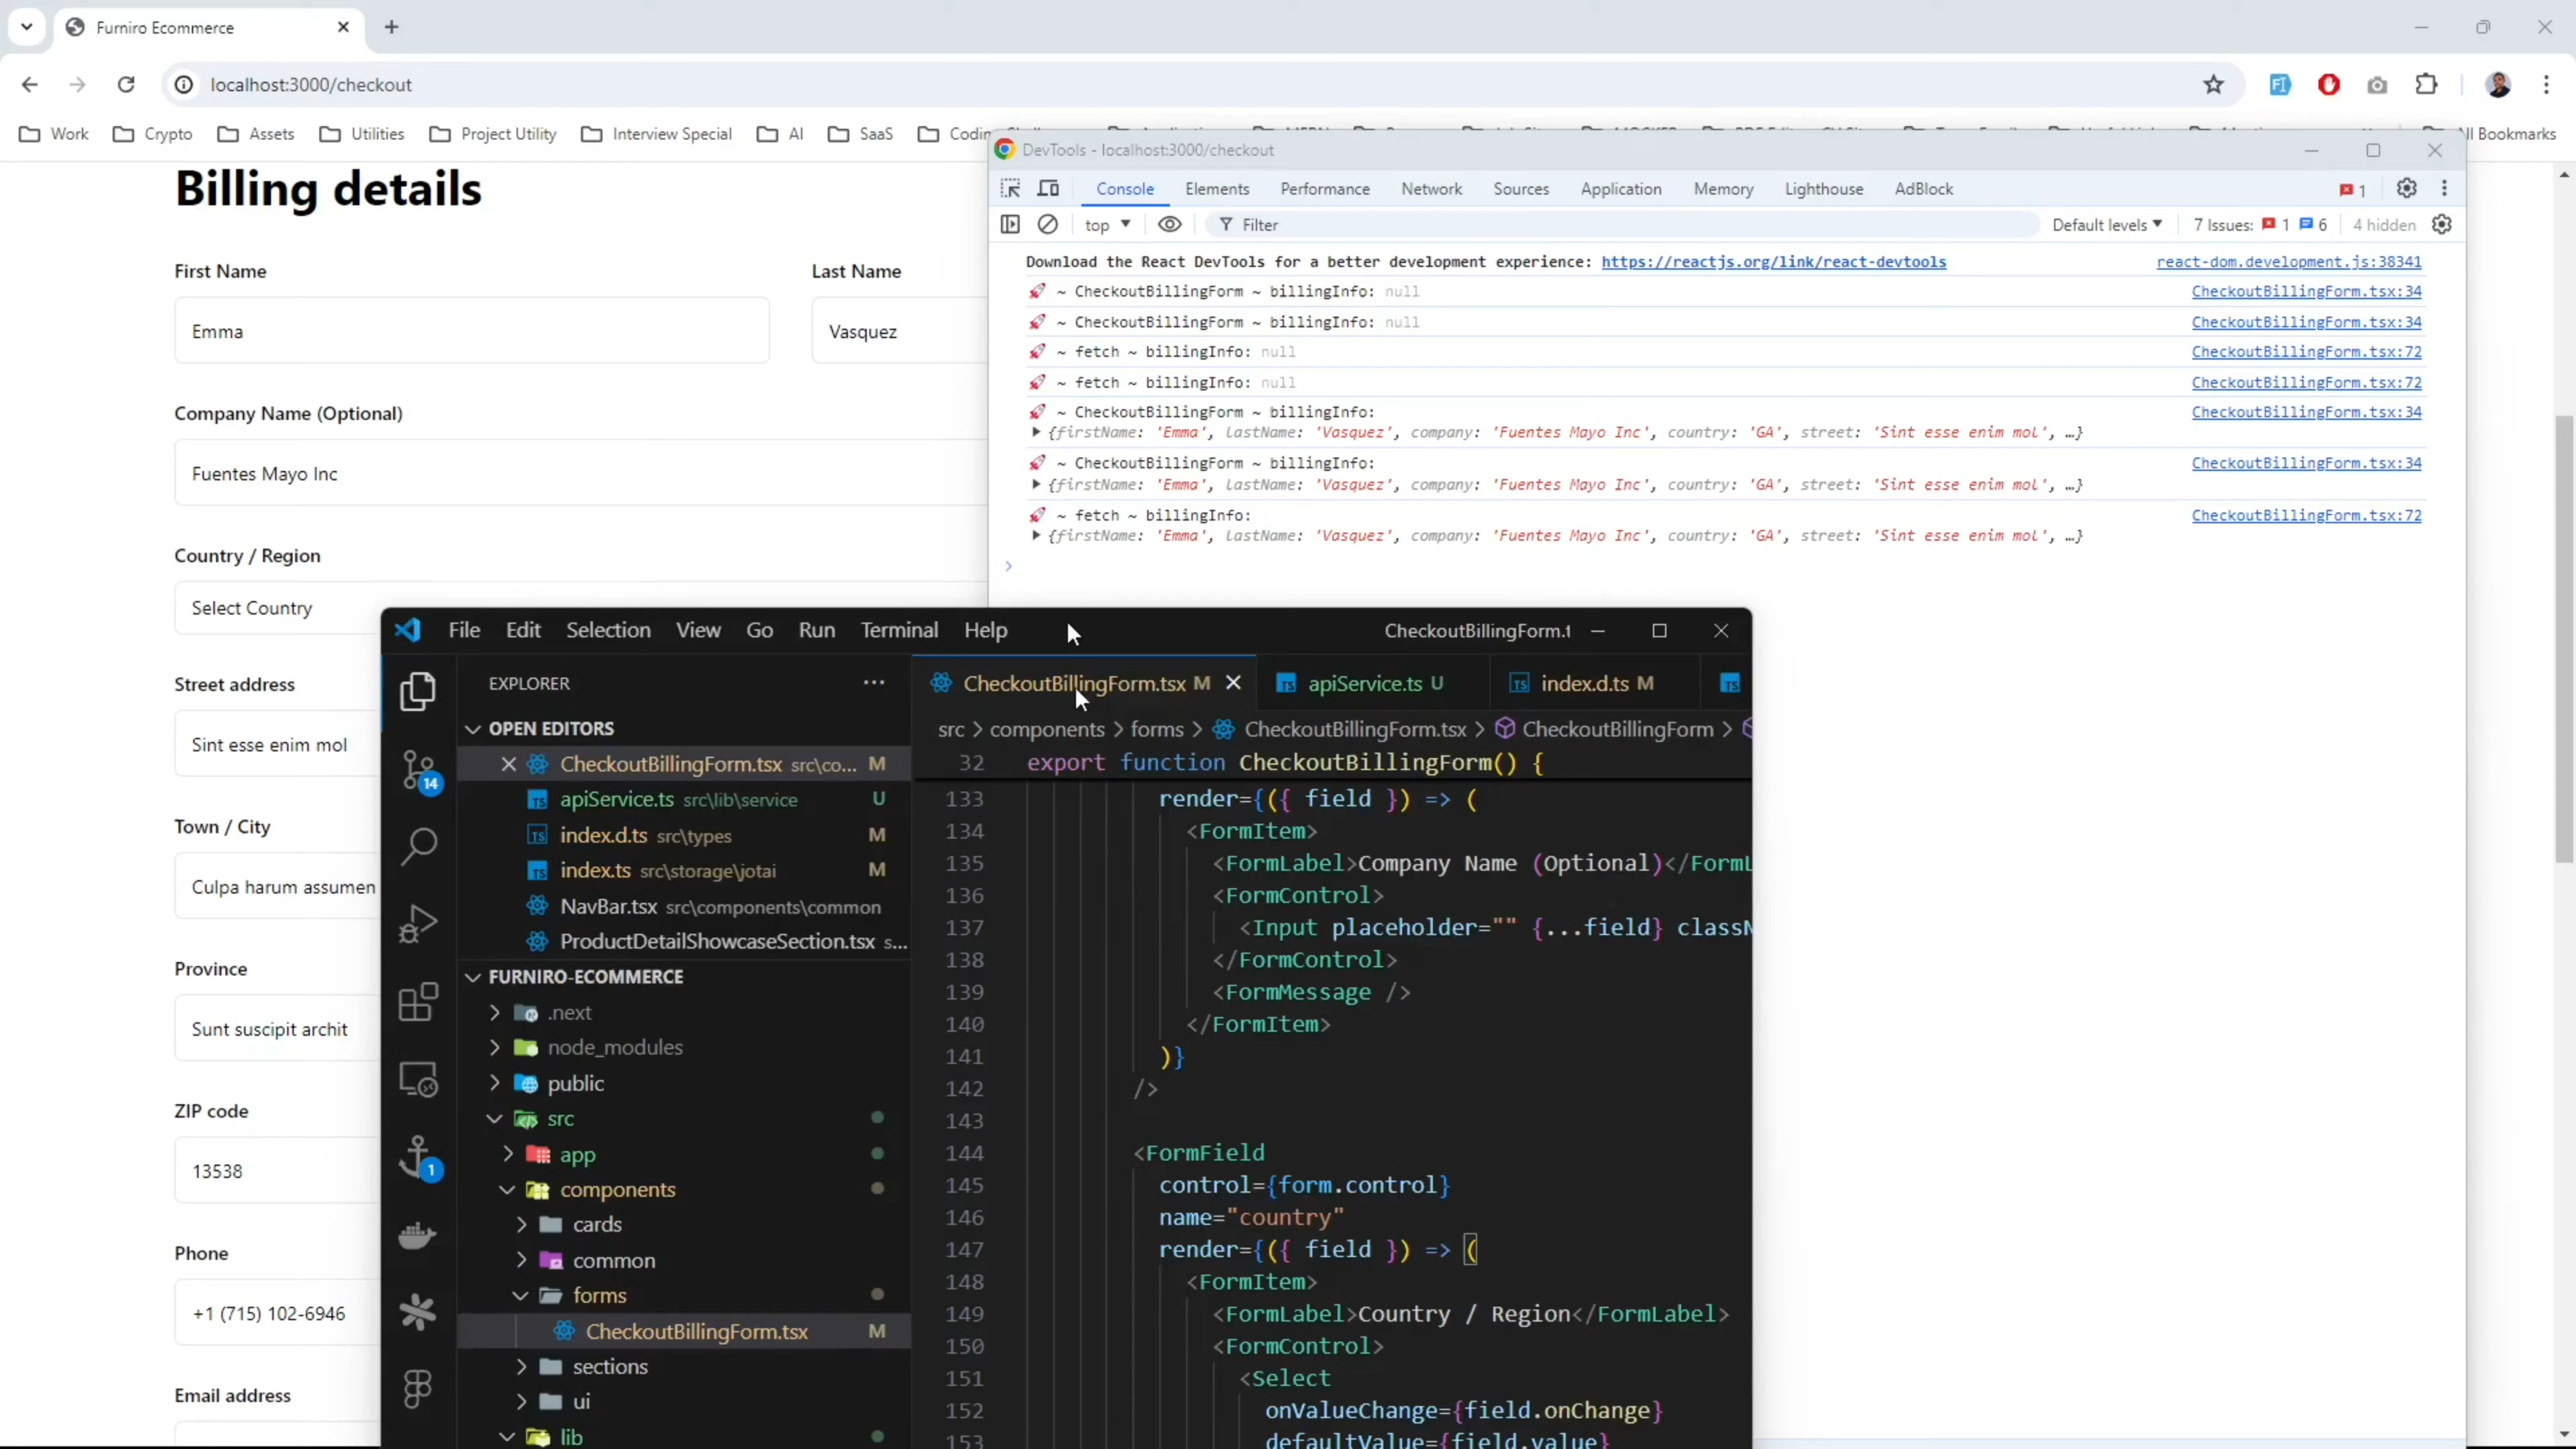 Furniro Ecommerce
localhost:3000/checkout
Work
Crypto
Assets
Utilities
Project Utility
Interview Special
AI
SaaS
All Bookmarks
Billing details
First Name
Emma
Last Name
Vasquez
Company Name (Optional)
Fuentes Mayo Inc
Country / Region
Select Country
Street address
Sint esse enim mol
Town / City
Culpa harum assumen
Province
Sunt suscipit archit
ZIP code
13538
Phone
+1 (715) 102-6946
Email address
DevTools - localhost:3000/checkout
Console Elements Performance Network Sources Application Memory Lighthouse AdBlock 1
top Filter Default levels 7 Issues: 1 6 4 hidden
Download the React DevTools for a better development experience: https://reactjs.org/link/react-devtools react-dom.development.js:38341
🚀 ~ CheckoutBillingForm ~ billingInfo: null CheckoutBillingForm.tsx:34
🚀 ~ CheckoutBillingForm ~ billingInfo: null CheckoutBillingForm.tsx:34
🚀 ~ fetch ~ billingInfo: null CheckoutBillingForm.tsx:72
🚀 ~ fetch ~ billingInfo: null CheckoutBillingForm.tsx:72
🚀 ~ CheckoutBillingForm ~ billingInfo: CheckoutBillingForm.tsx:34
{firstName: 'Emma', lastName: 'Vasquez', company: 'Fuentes Mayo Inc', country: 'GA', street: 'Sint esse enim mol', …}
🚀 ~ CheckoutBillingForm ~ billingInfo: CheckoutBillingForm.tsx:34
{firstName: 'Emma', lastName: 'Vasquez', company: 'Fuentes Mayo Inc', country: 'GA', street: 'Sint esse enim mol', …}
🚀 ~ fetch ~ billingInfo: CheckoutBillingForm.tsx:72
{firstName: 'Emma', lastName: 'Vasquez', company: 'Fuentes Mayo Inc', country: 'GA', street: 'Sint esse enim mol', …}
File Edit Selection View Go Run Terminal Help CheckoutBillingForm.t
EXPLORER
OPEN EDITORS
CheckoutBillingForm.tsx src\co... M
apiService.ts src\lib\service U
index.d.ts src\types M
index.ts src\storage\jotai M
NavBar.tsx src\components\common
ProductDetailShowcaseSection.tsx s...
FURNIRO-ECOMMERCE
.next
node_modules
public
src
app
components
cards
common
forms
CheckoutBillingForm.tsx M
sections
ui
lib
14
1
CheckoutBillingForm.tsx M apiService.ts U index.d.ts M
src > components > forms > CheckoutBillingForm.tsx > CheckoutBillingForm >
32 export function CheckoutBillingForm() {
133 render={({ field }) => (
134 <FormItem>
135 <FormLabel>Company Name (Optional)</FormL
136 <FormControl>
137 <Input placeholder="" {...field} classN
138 </FormControl>
139 <FormMessage />
140 </FormItem>
141 )}
142 />
143
144 <FormField
145 control={form.control}
146 name="country"
147 render={({ field }) => (
148 <FormItem>
149 <FormLabel>Country / Region</FormLabel>
150 <FormControl>
151 <Select
152 onValueChange={field.onChange}
153 defaultValue={field.value}